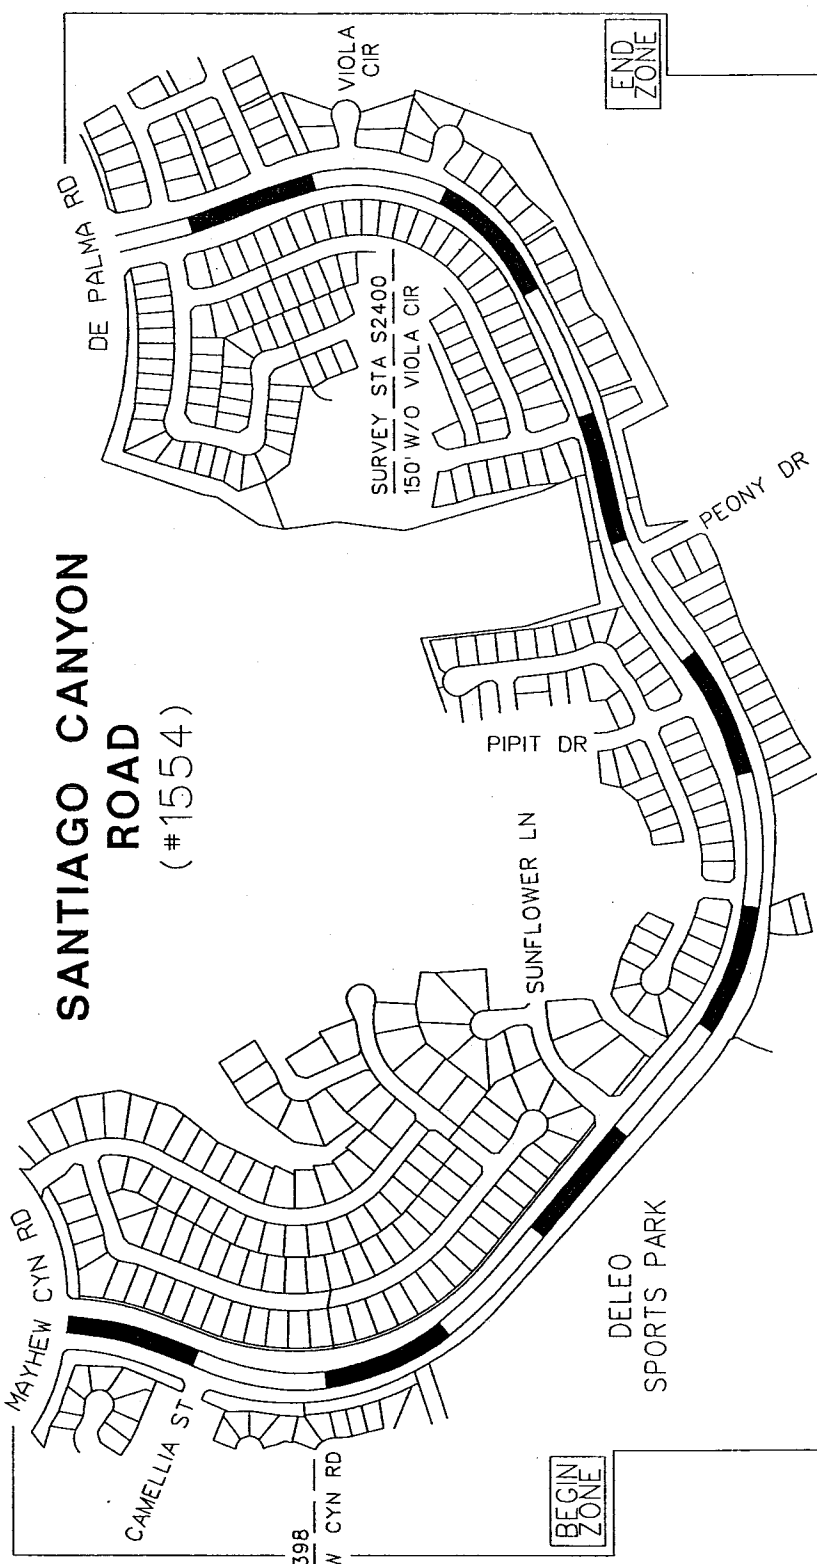 SANTIAGO CANYON
ROAD
(#1554)
DE PALMA RD
VIOLA
CIR
END
ZONE
SURVEY STA S2400
150' W/O VIOLA CIR
PEONY DR
PIPIT DR
SUNFLOWER LN
MAYHEW CYN RD
CAMELLIA ST
398
W CYN RD
DELEO
SPORTS PARK
BEGIN
ZONE